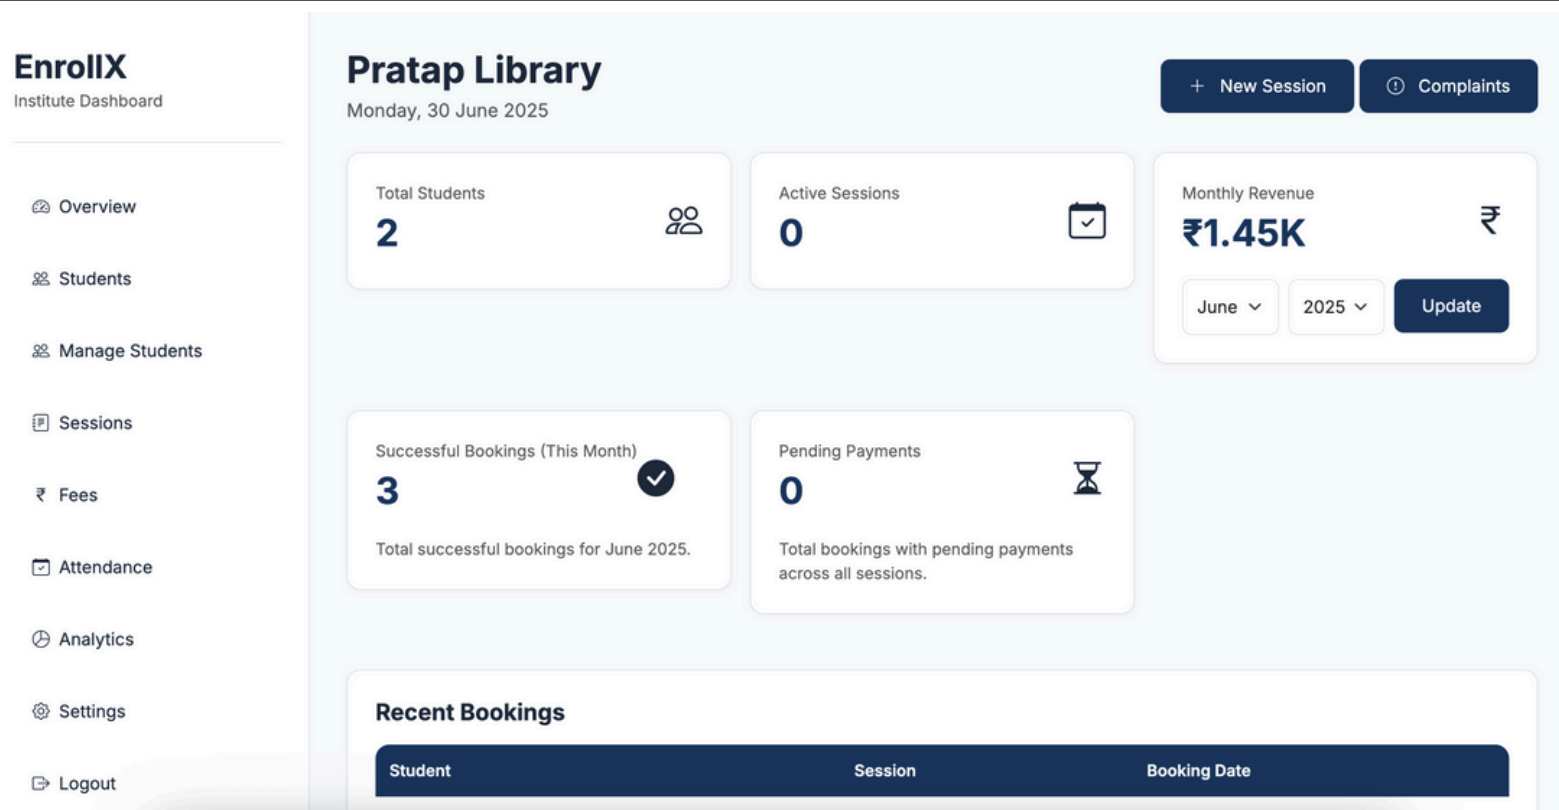 EnrollX
Institute Dashboard
Overview
Students
Manage Students
Sessions
₹ Fees
Attendance
Analytics
Settings
Logout
Pratap Library
Monday, 30 June 2025
+ New Session
Complaints
Total Students
2
Active Sessions
0
Monthly Revenue
₹1.45K
₹
June
2025
Update
Successful Bookings (This Month)
3
Total successful bookings for June 2025.
Pending Payments
0
Total bookings with pending payments
across all sessions.
Recent Bookings
Student Session Booking Date